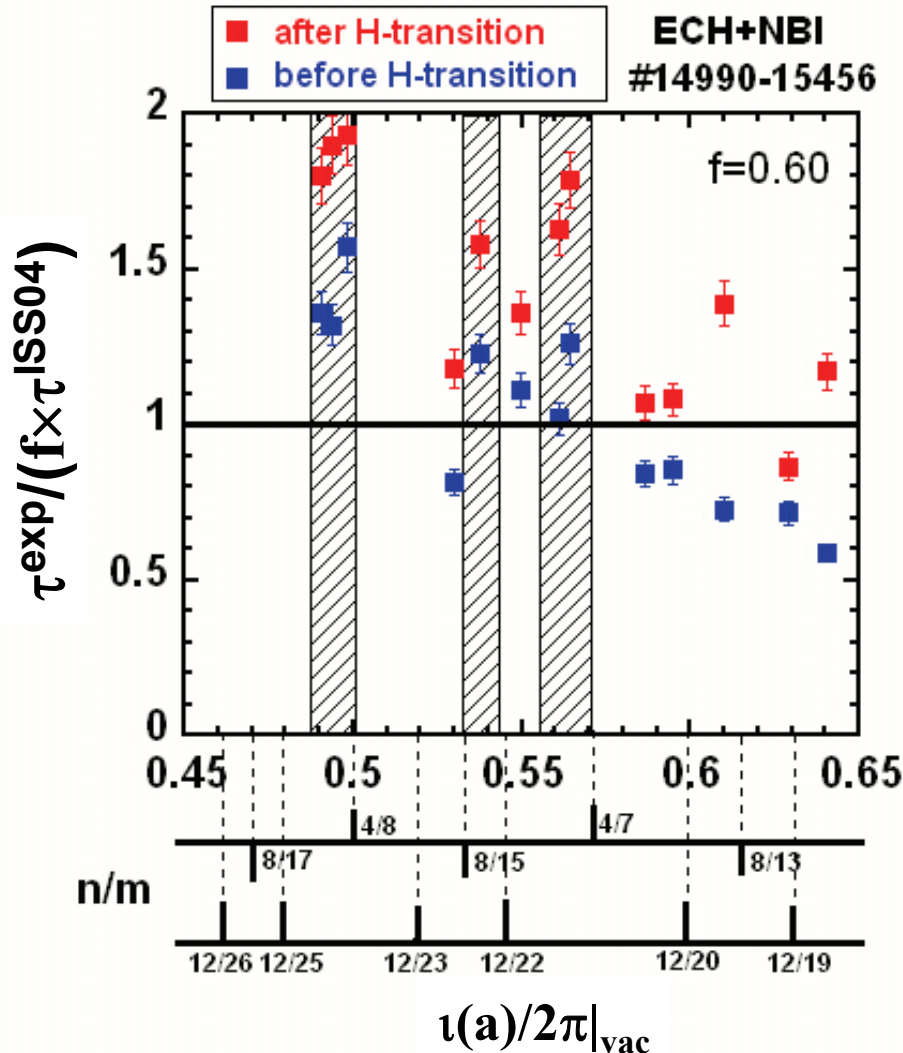 after H-transition
before H-transition
ECH+NBI
#14990-15456
f=0.60
2
1.5
1
0.5
0
τ^exp/(f×τ^ISS04)
0.45 0.5 0.55 0.6 0.65
4/8 4/7
8/17 8/15 8/13
n/m
12/26 12/25 12/23 12/22 12/20 12/19
ι(a)/2π|vac